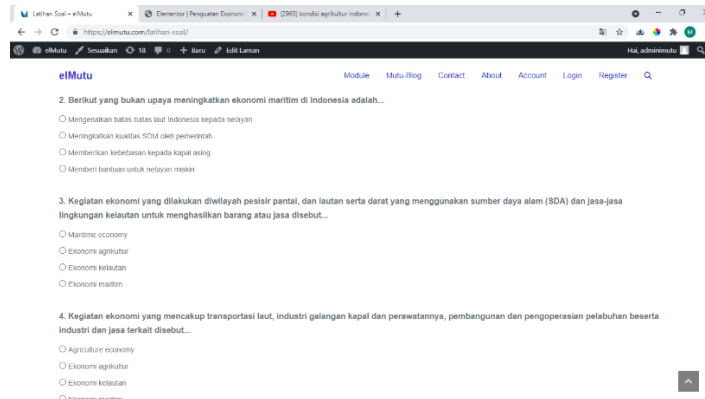 Latihan Soal – elMutu
Elementor | Penguatan Ekonomi
(2965) kondisi agrikultur indones
https://elmutu.com/latihan-soal/
elMutu Sesuaikan 18 0 + Baru Edit Laman
Hai, adminimutu
elMutu
Module Mutu-Blog Contact About Account Login Register
2. Berikut yang bukan upaya meningkatkan ekonomi maritim di Indonesia adalah...
Mengenalkan batas-batas laut Indonesia kepada nelayan
Meningkatkan kualitas SDM oleh pemerintah
Memberikan kebebasan kepada kapal asing
Memberi bantuan untuk nelayan miskin
3. Kegiatan ekonomi yang dilakukan diwilayah pesisir pantai, dan lautan serta darat yang menggunakan sumber daya alam (SDA) dan jasa-jasa
lingkungan kelautan untuk menghasilkan barang atau jasa disebut...
Maritime economy
Ekonomi agrikultur
Ekonomi kelautan
Ekonomi maritim
4. Kegiatan ekonomi yang mencakup transportasi laut, industri galangan kapal dan perawatannya, pembangunan dan pengoperasian pelabuhan beserta
industri dan jasa terkait disebut...
Agriculture economy
Ekonomi agrikultur
Ekonomi kelautan
Ekonomi maritim